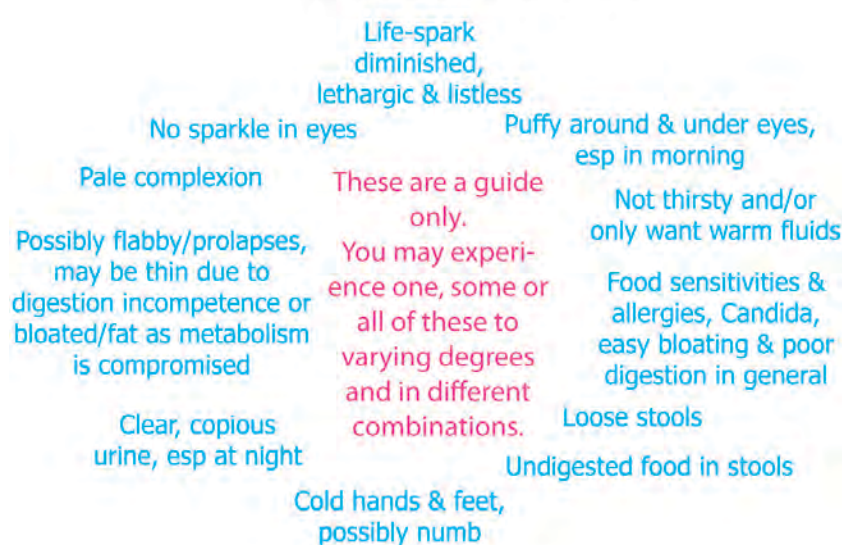 Life-spark
diminished,
lethargic & listless
No sparkle in eyes
Puffy around & under eyes,
esp in morning
Pale complexion
These are a guide
only.
You may experi-
ence one, some or
all of these to
varying degrees
and in different
combinations.
Not thirsty and/or
only want warm fluids
Possibly flabby/prolapses,
may be thin due to
digestion incompetence or
bloated/fat as metabolism
is compromised
Food sensitivities &
allergies, Candida,
easy bloating & poor
digestion in general
Clear, copious
urine, esp at night
Loose stools
Undigested food in stools
Cold hands & feet,
possibly numb